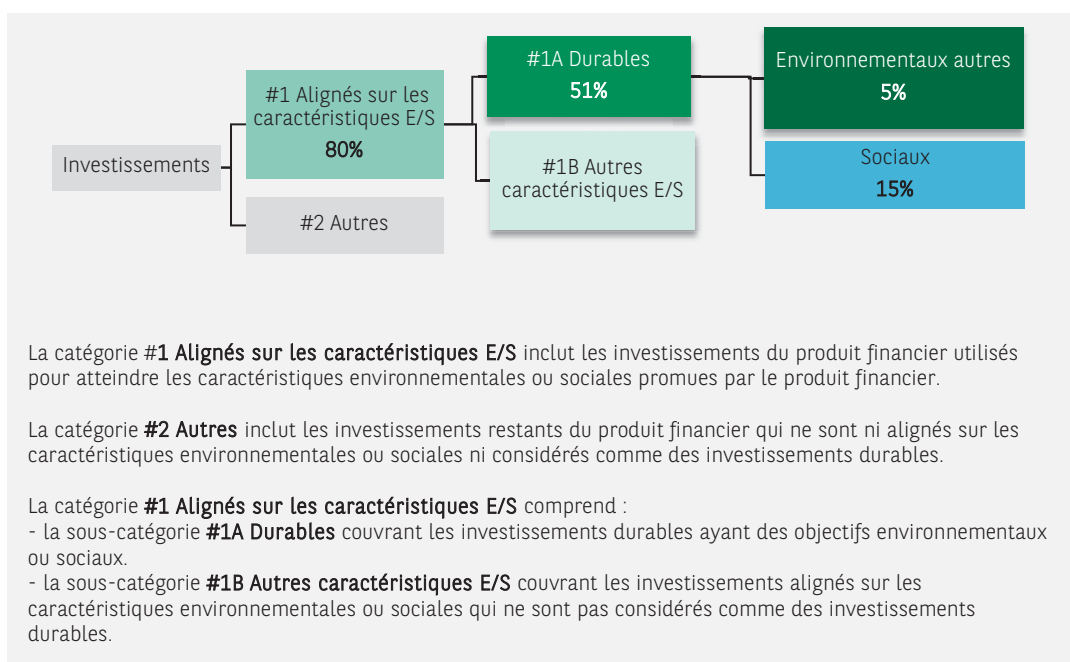 Investissements
#1 Alignés sur les
caractéristiques E/S
80%
#2 Autres
#1A Durables
51%
#1B Autres
caractéristiques E/S
Environnementaux autres
5%
Sociaux
15%
La catégorie #1 Alignés sur les caractéristiques E/S inclut les investissements du produit financier utilisés
pour atteindre les caractéristiques environnementales ou sociales promues par le produit financier.
La catégorie #2 Autres inclut les investissements restants du produit financier qui ne sont ni alignés sur les
caractéristiques environnementales ou sociales ni considérés comme des investissements durables.
La catégorie #1 Alignés sur les caractéristiques E/S comprend :
- la sous-catégorie #1A Durables couvrant les investissements durables ayant des objectifs environnementaux
ou sociaux.
- la sous-catégorie #1B Autres caractéristiques E/S couvrant les investissements alignés sur les
caractéristiques environnementales ou sociales qui ne sont pas considérés comme des investissements
durables.